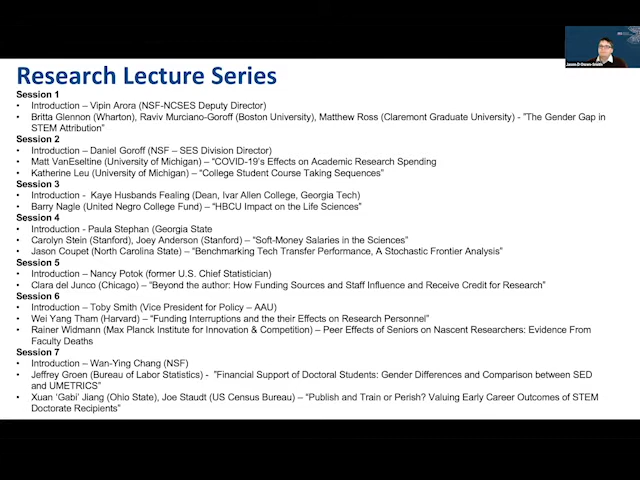 Research Lecture Series
Session 1
• Introduction – Vipin Arora (NSF-NCSES Deputy Director)
• Britta Glennon (Wharton), Raviv Murciano-Goroff (Boston University), Matthew Ross (Claremont Graduate University) - "The Gender Gap in
STEM Attribution"
Session 2
• Introduction – Daniel Goroff (NSF – SES Division Director)
• Matt VanEseltine (University of Michigan) – "COVID-19's Effects on Academic Research Spending
• Katherine Leu (University of Michigan) – "College Student Course Taking Sequences"
Session 3
• Introduction - Kaye Husbands Fealing (Dean, Ivar Allen College, Georgia Tech)
• Barry Nagle (United Negro College Fund) – "HBCU Impact on the Life Sciences"
Session 4
• Introduction - Paula Stephan (Georgia State
• Carolyn Stein (Stanford), Joey Anderson (Stanford) – "Soft-Money Salaries in the Sciences"
• Jason Coupet (North Carolina State) – "Benchmarking Tech Transfer Performance, A Stochastic Frontier Analysis"
Session 5
• Introduction – Nancy Potok (former U.S. Chief Statistician)
• Clara del Junco (Chicago) – "Beyond the author: How Funding Sources and Staff Influence and Receive Credit for Research"
Session 6
• Introduction – Toby Smith (Vice President for Policy – AAU)
• Wei Yang Tham (Harvard) – "Funding Interruptions and the their Effects on Research Personnel"
• Rainer Widmann (Max Planck Institute for Innovation & Competition) – Peer Effects of Seniors on Nascent Researchers: Evidence From
Faculty Deaths
Session 7
• Introduction – Wan-Ying Chang (NSF)
• Jeffrey Groen (Bureau of Labor Statistics) - "Financial Support of Doctoral Students: Gender Differences and Comparison between SED
and UMETRICS"
• Xuan 'Gabi' Jiang (Ohio State), Joe Staudt (US Census Bureau) – "Publish and Train or Perish? Valuing Early Career Outcomes of STEM
Doctorate Recipients"